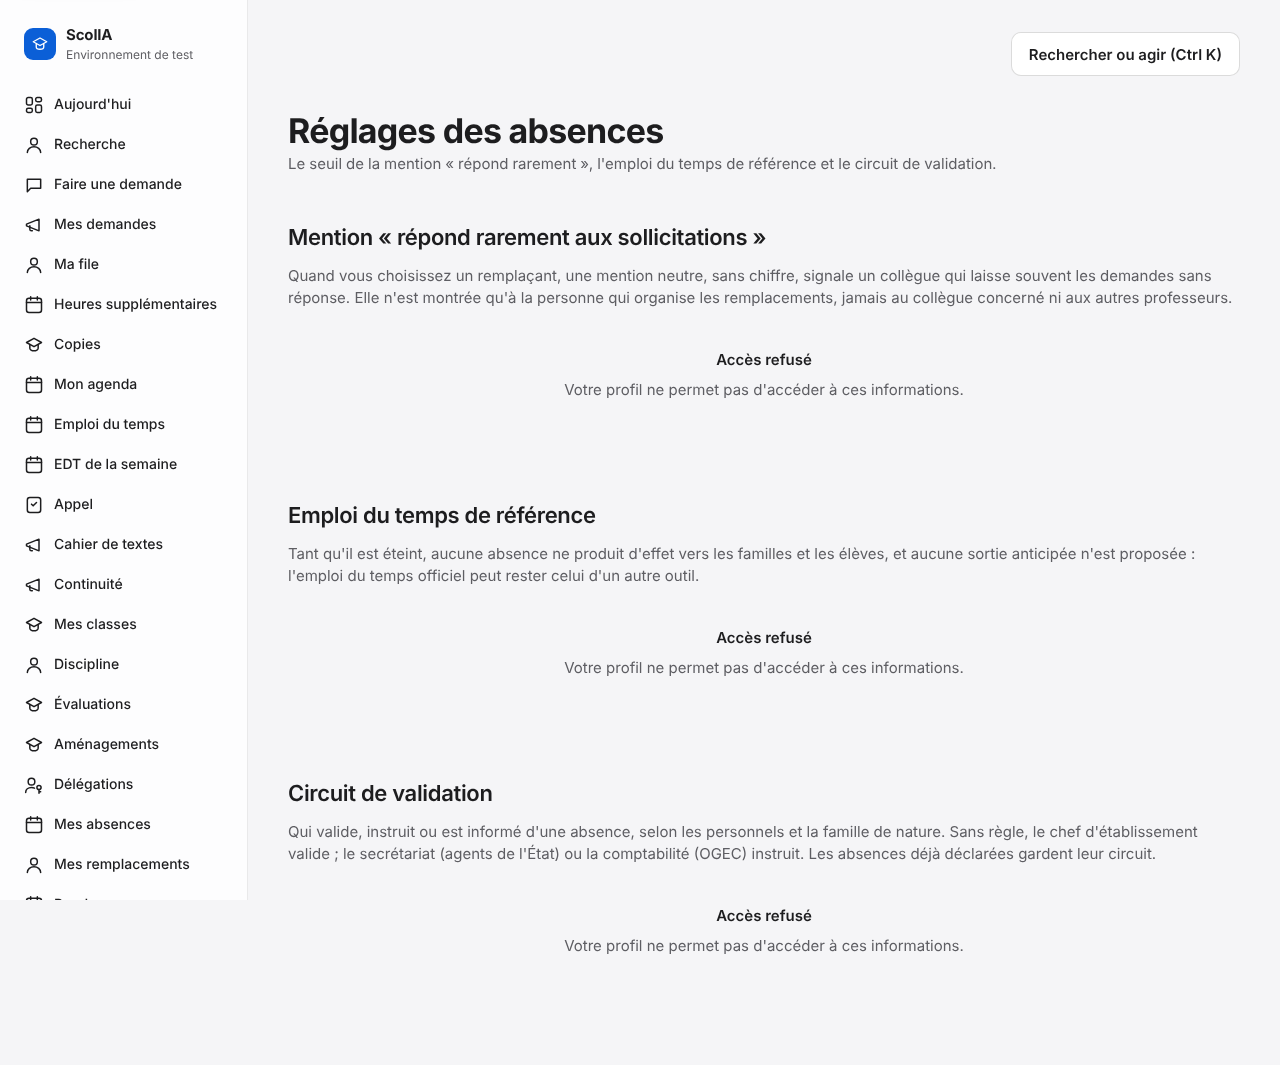 ScolIA
Environnement de test
Rechercher ou agir (Ctrl K)
Aujourd'hui
Recherche
Faire une demande
Mes demandes
Ma file
Heures supplémentaires
Copies
Mon agenda
Emploi du temps
EDT de la semaine
Appel
Cahier de textes
Continuité
Mes classes
Discipline
Évaluations
Aménagements
Délégations
Mes absences
Mes remplacements
Réglages des absences
Le seuil de la mention « répond rarement », l'emploi du temps de référence et le circuit de validation.
Mention « répond rarement aux sollicitations »
Quand vous choisissez un remplaçant, une mention neutre, sans chiffre, signale un collègue qui laisse souvent les demandes sans
réponse. Elle n'est montrée qu'à la personne qui organise les remplacements, jamais au collègue concerné ni aux autres professeurs.
Accès refusé
Votre profil ne permet pas d'accéder à ces informations.
Emploi du temps de référence
Tant qu'il est éteint, aucune absence ne produit d'effet vers les familles et les élèves, et aucune sortie anticipée n'est proposée :
l'emploi du temps officiel peut rester celui d'un autre outil.
Accès refusé
Votre profil ne permet pas d'accéder à ces informations.
Circuit de validation
Qui valide, instruit ou est informé d'une absence, selon les personnels et la famille de nature. Sans règle, le chef d'établissement
valide ; le secrétariat (agents de l'État) ou la comptabilité (OGEC) instruit. Les absences déjà déclarées gardent leur circuit.
Accès refusé
Votre profil ne permet pas d'accéder à ces informations.